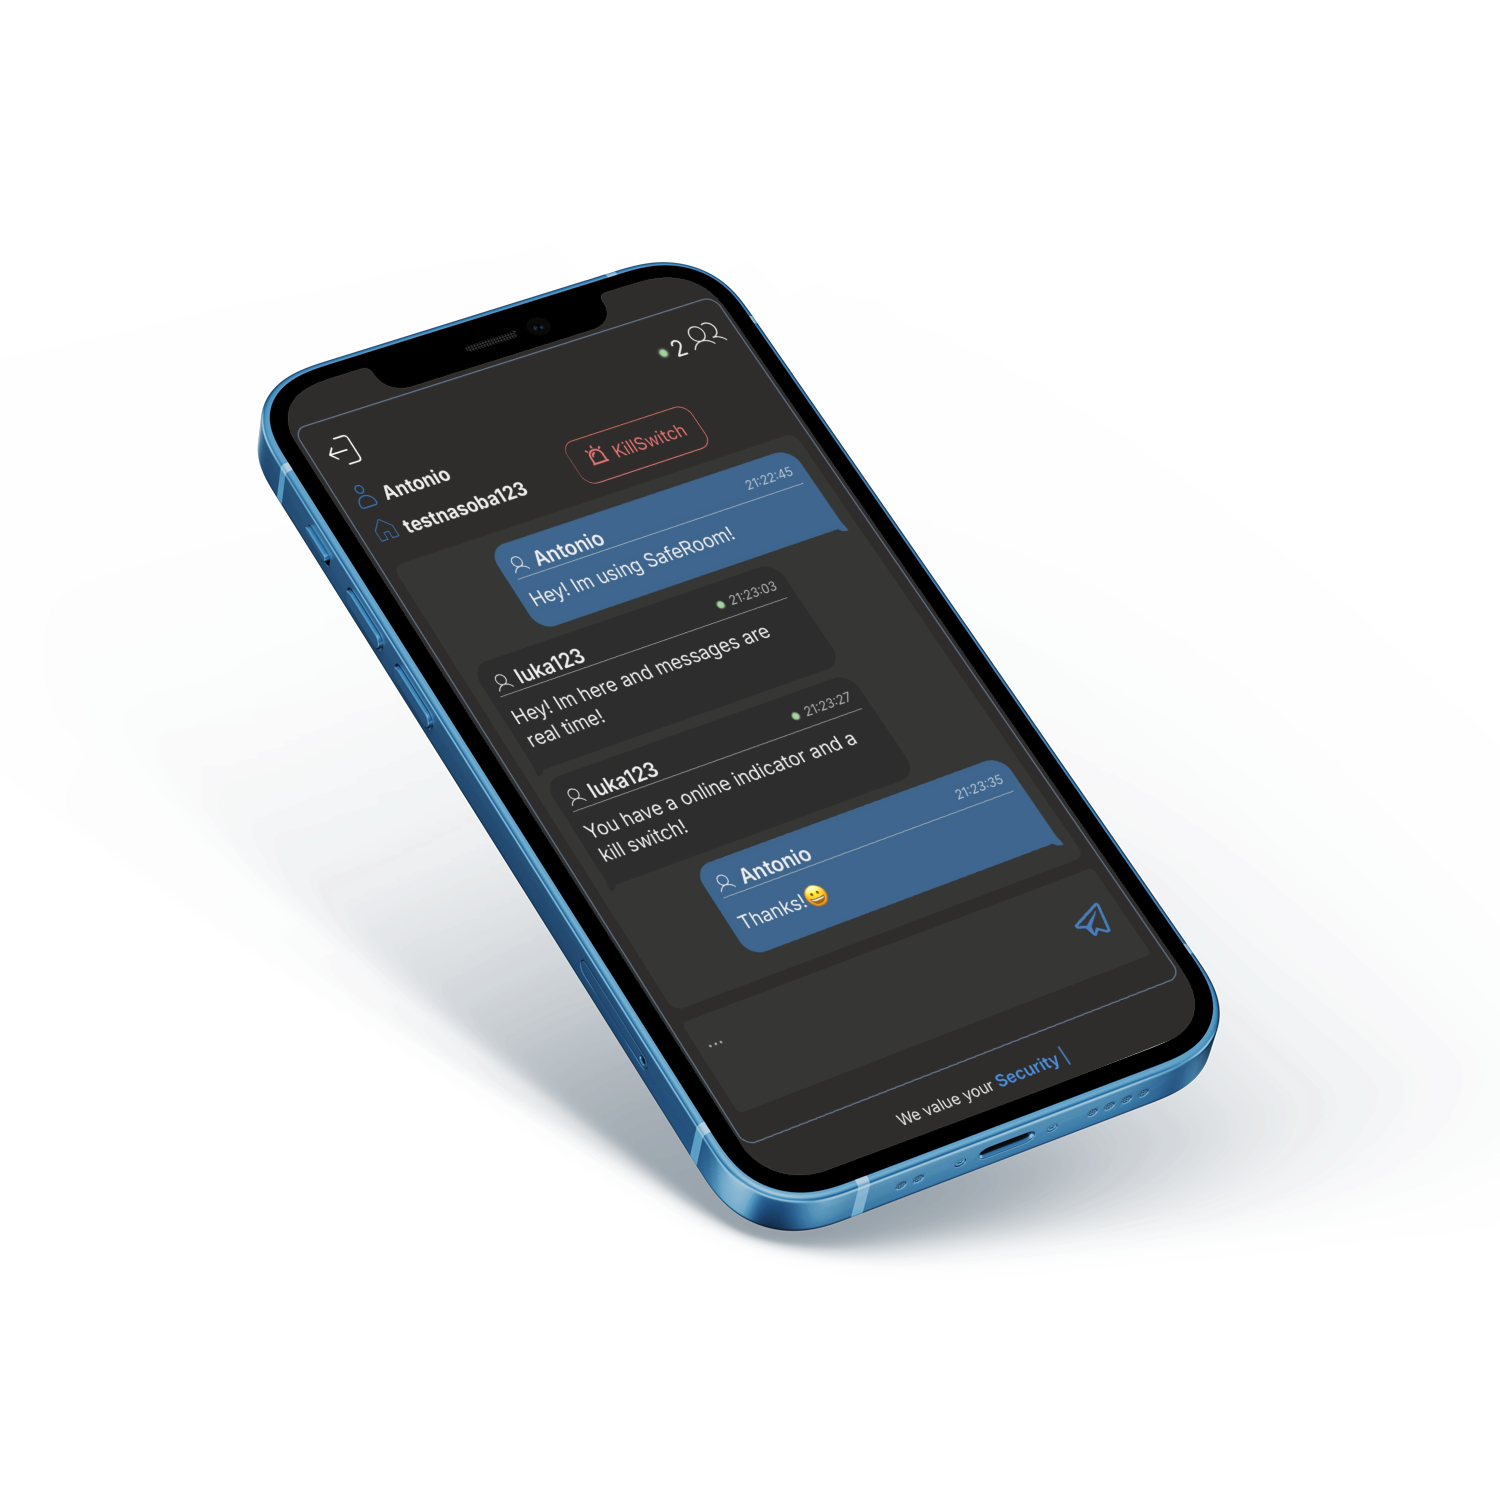 2
KillSwitch
Antonio
testnasoba123
21:22:45
Antonio
Hey! Im using SafeRoom!
21:23:03
luka123
Hey! Im here and messages are
real time!
21:23:27
luka123
You have a online indicator and a
kill switch!
21:23:35
Antonio
Thanks!😀
...
We value your Security|